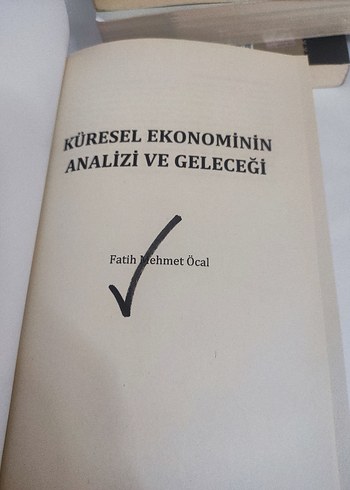 KÜRESEL EKONOMİNİN
ANALİZİ VE GELECEĞİ
Fatih Mehmet Öcal